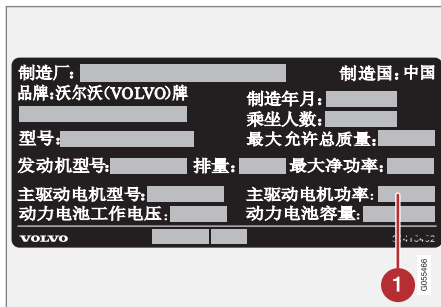 制造厂： 制造国：中国
品牌：沃尔沃(VOLVO)牌
制造年月：
乘坐人数：
型号： 最大允许总质量：
发动机型号： 排量： 最大净功率：
主驱动电机型号： 主驱动电机功率：
动力电池工作电压： 动力电池容量：
VOLVO
1
G055466